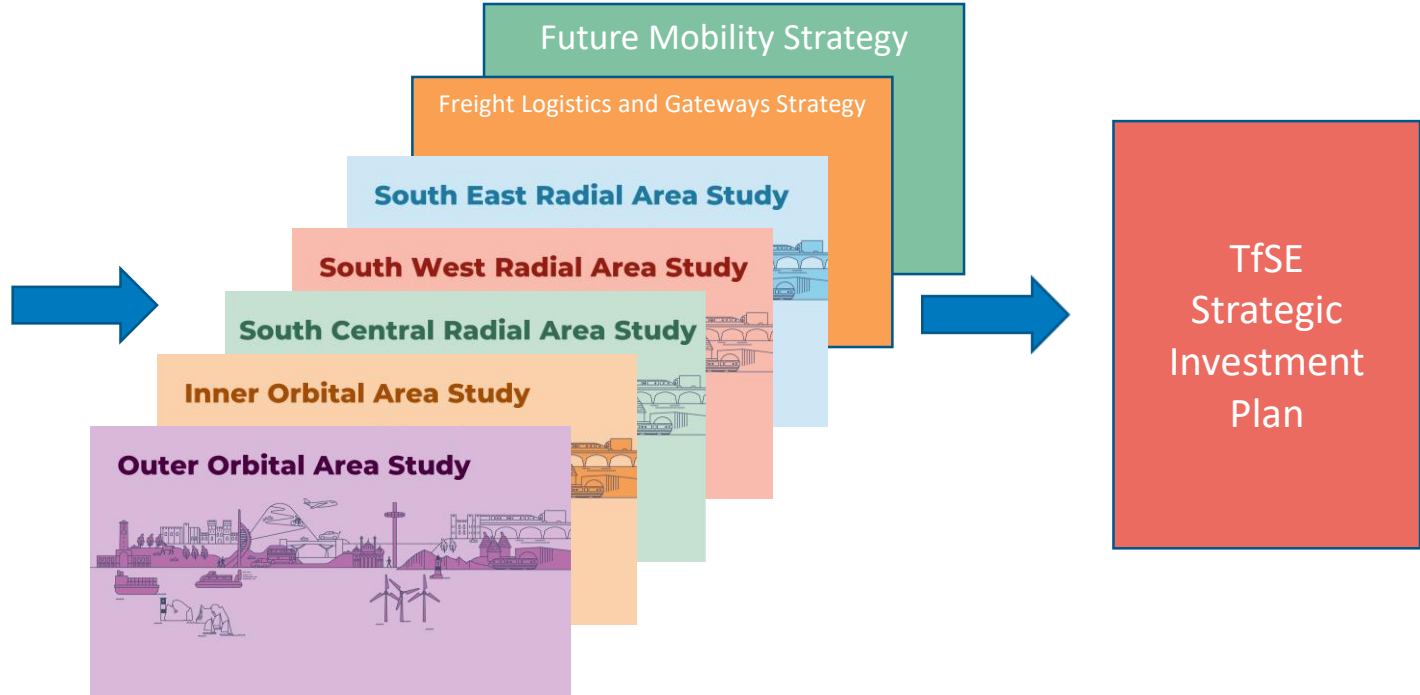 Future Mobility Strategy
Freight Logistics and Gateways Strategy
South East Radial Area Study
South West Radial Area Study
South Central Radial Area Study
Inner Orbital Area Study
Outer Orbital Area Study
TfSE
Strategic
Investment
Plan